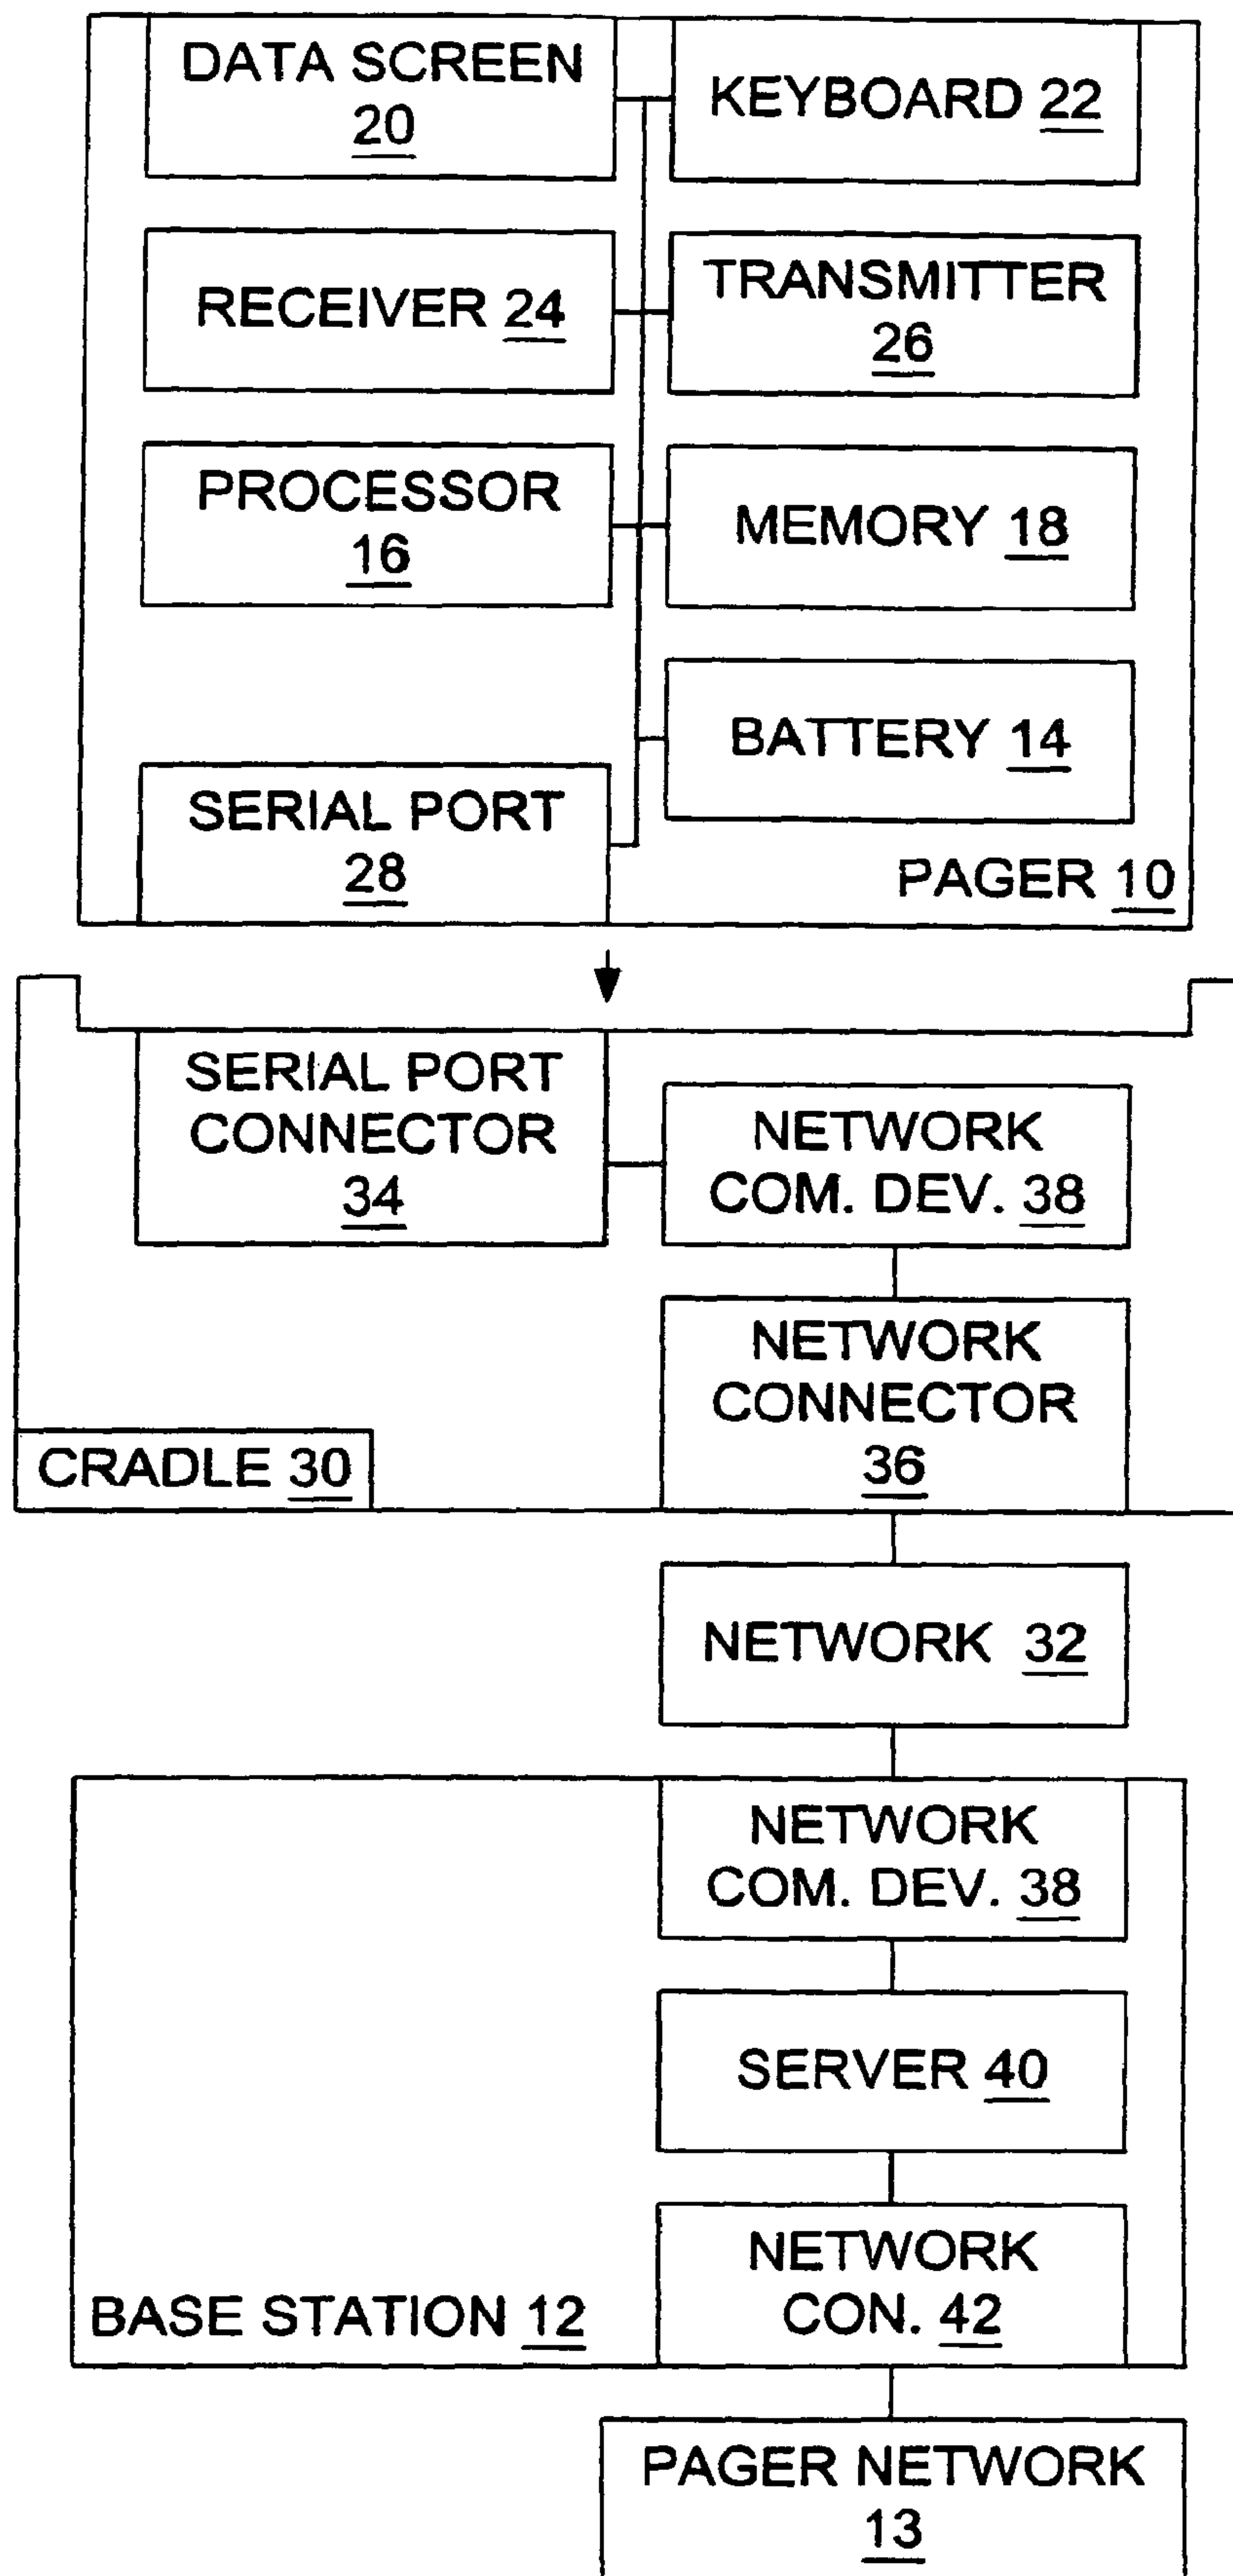 DATA SCREEN
20
KEYBOARD 22
RECEIVER 24
TRANSMITTER
26
PROCESSOR
16
MEMORY 18
BATTERY 14
SERIAL PORT
28
PAGER 10
SERIAL PORT
CONNECTOR
34
NETWORK
COM. DEV. 38
NETWORK
CONNECTOR
36
CRADLE 30
NETWORK 32
NETWORK
COM. DEV. 38
SERVER 40
NETWORK
CON. 42
BASE STATION 12
PAGER NETWORK
13